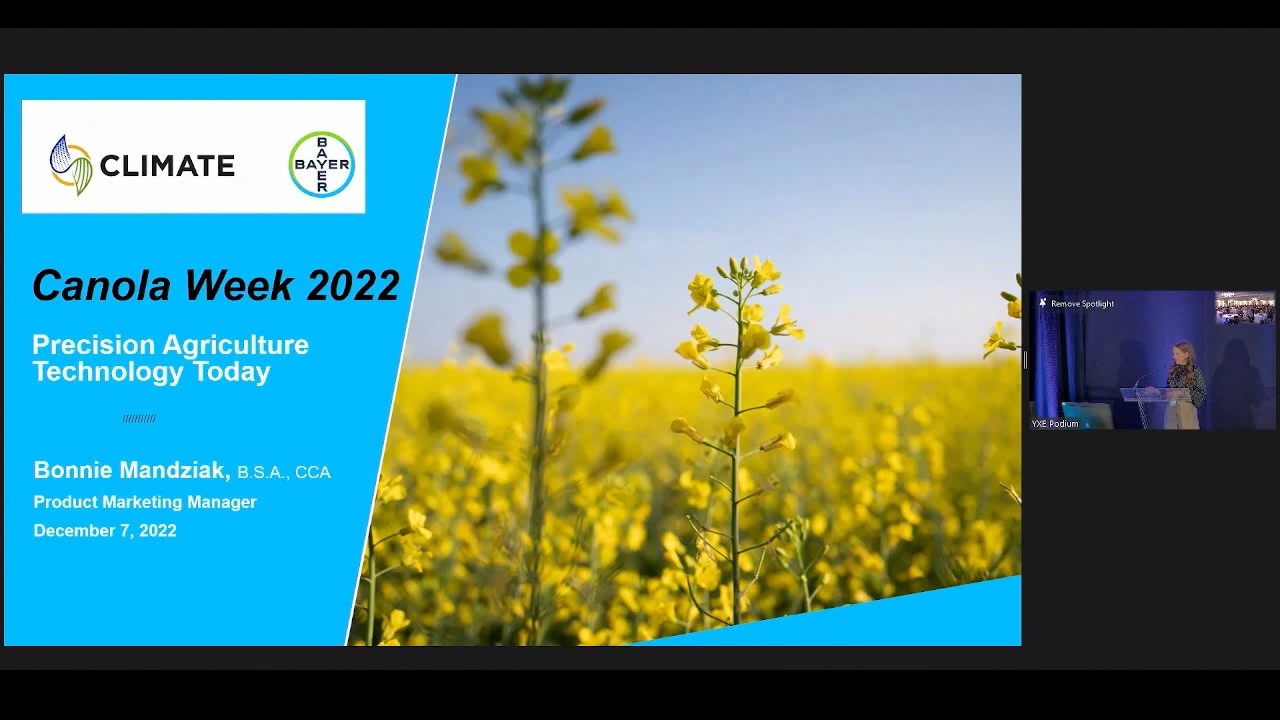 CLIMATE
BAYER
BAYER
Canola Week 2022
Precision Agriculture
Technology Today
///////////
Bonnie Mandziak, B.S.A., CCA
Product Marketing Manager
December 7, 2022
Remove Spotlight
YXE Podium